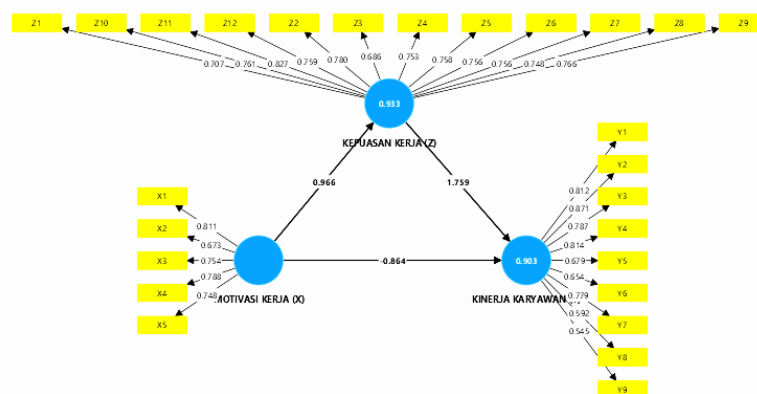 Z1 Z10 Z11 Z12 Z2 Z3 Z4 Z5 Z6 Z7 Z8 Z9
0.707 0.761 0.827 0.759 0.780 0.686 0.753 0.758 0.756 0.756 0.748 0.766
0.933
KEPUASAN KERJA (Z)
0.966
1.759
X1
X2
X3
X4
X5
0.811
0.673
0.754
0.788
0.748
MOTIVASI KERJA (X)
-0.864
0.903
KINERJA KARYAWAN
0.812
0.871
0.787
0.814
0.679
0.654
0.779
0.592
0.545
Y1
Y2
Y3
Y4
Y5
Y6
Y7
Y8
Y9